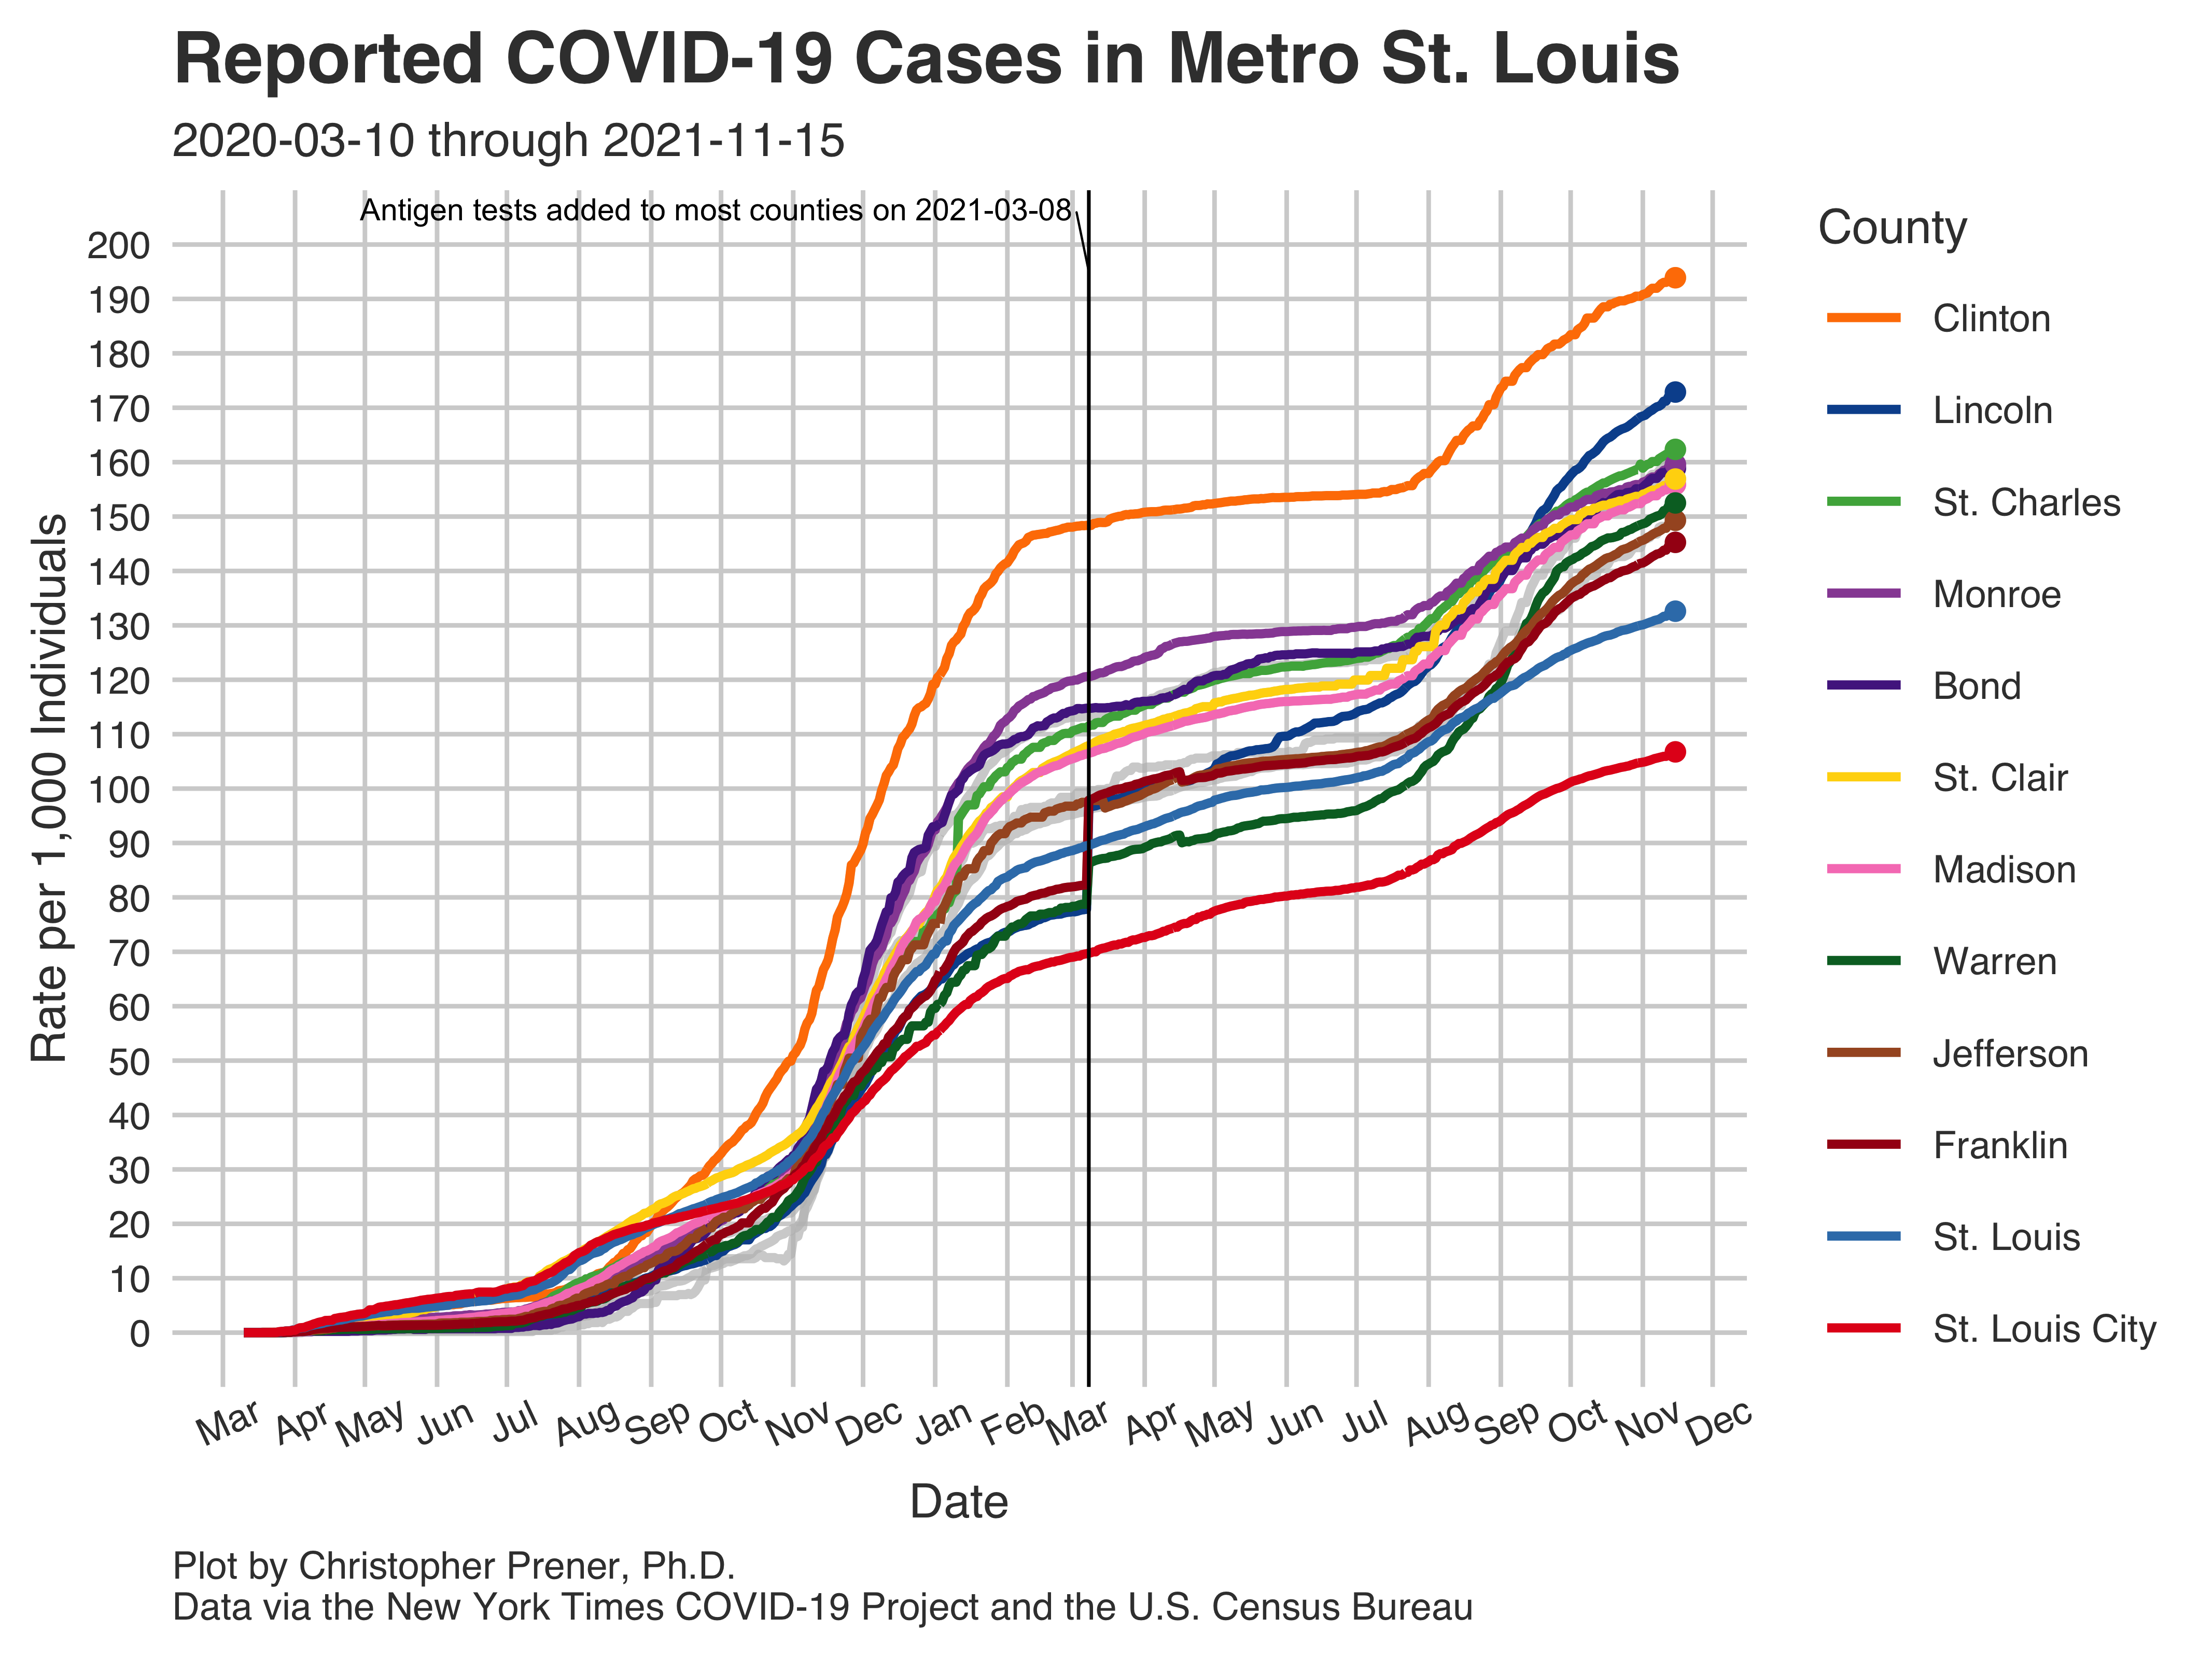 Reported COVID-19 Cases in Metro St. Louis
2020-03-10 through 2021-11-15
Antigen tests added to most counties on 2021-03-08
Rate per 1,000 Individuals
200
190
180
170
160
150
140
130
120
110
100
90
80
70
60
50
40
30
20
10
0
Mar Apr May Jun Jul Aug Sep Oct Nov Dec Jan Feb Mar Apr May Jun Jul Aug Sep Oct Nov Dec
Date
County
Clinton
Lincoln
St. Charles
Monroe
Bond
St. Clair
Madison
Warren
Jefferson
Franklin
St. Louis
St. Louis City
Plot by Christopher Prener, Ph.D.
Data via the New York Times COVID-19 Project and the U.S. Census Bureau